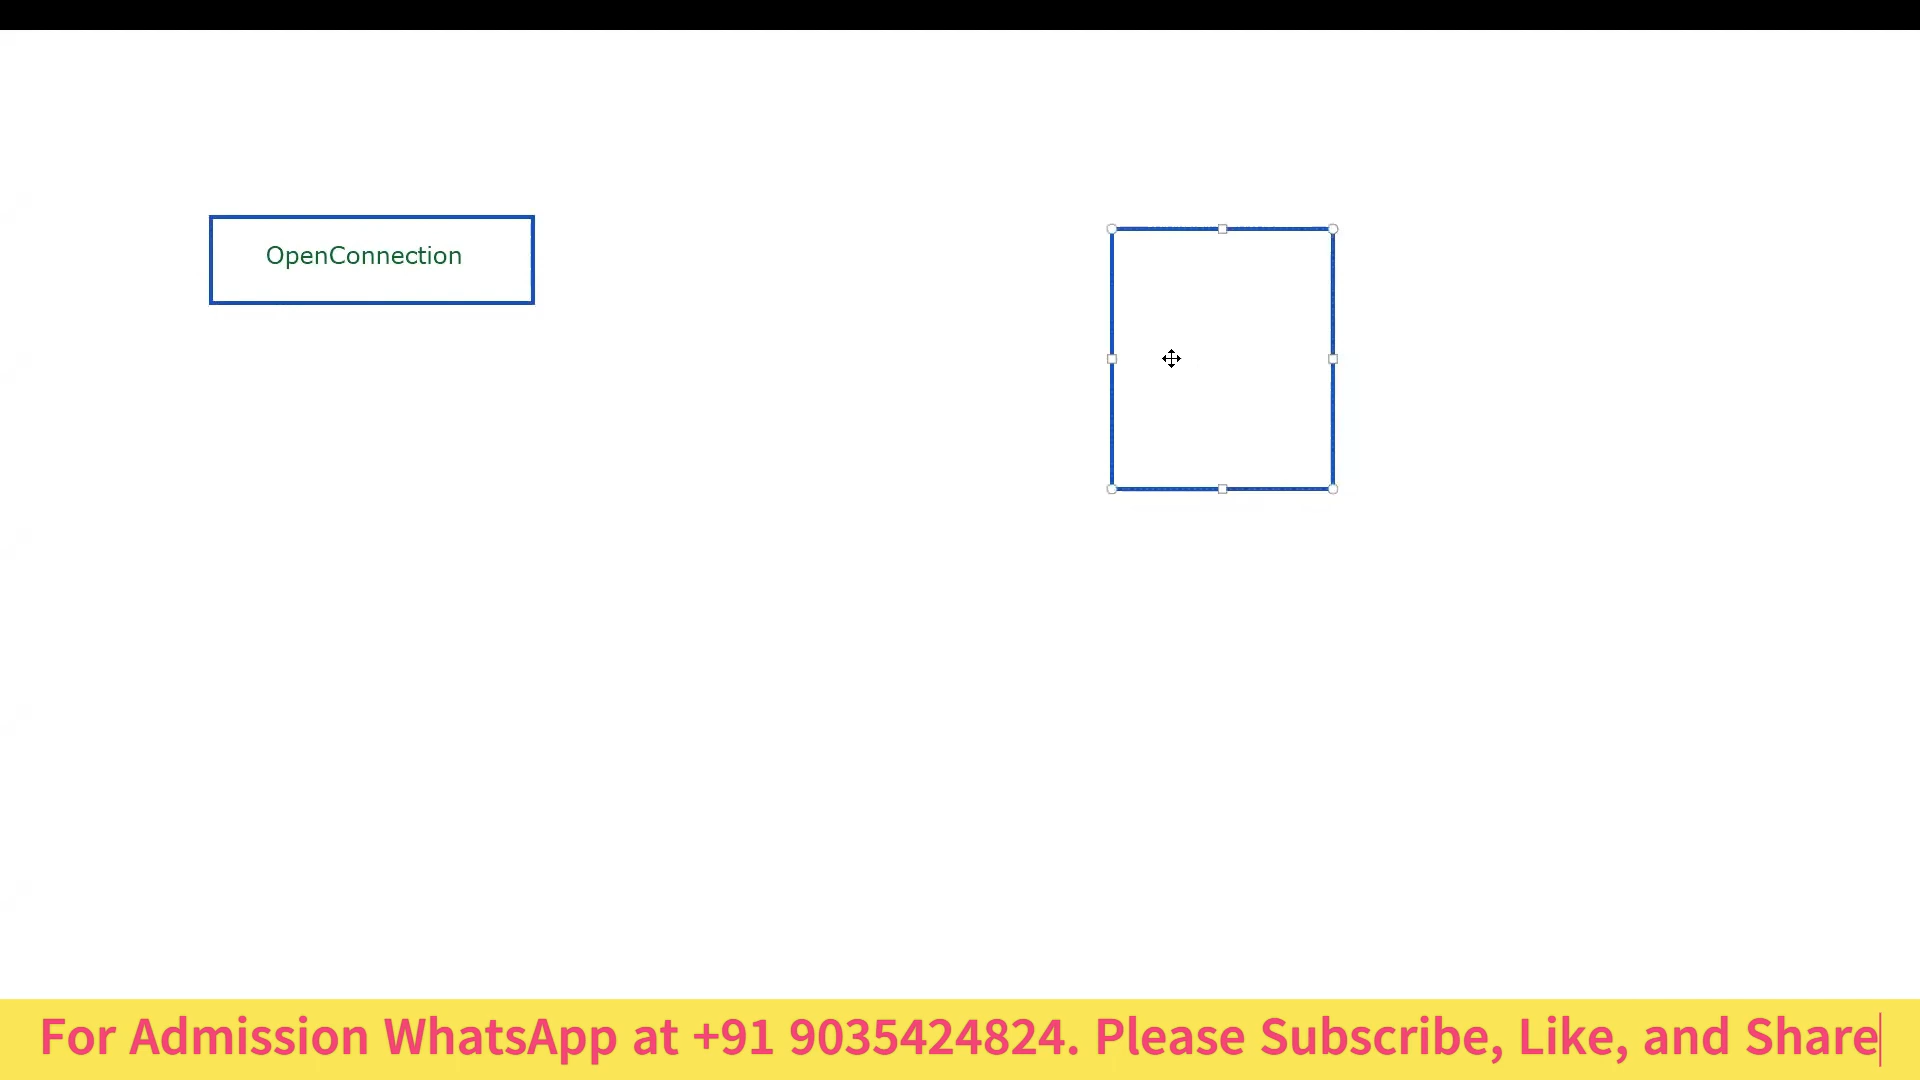 OpenConnection
For Admission WhatsApp at +91 9035424824. Please Subscribe, Like, and Share